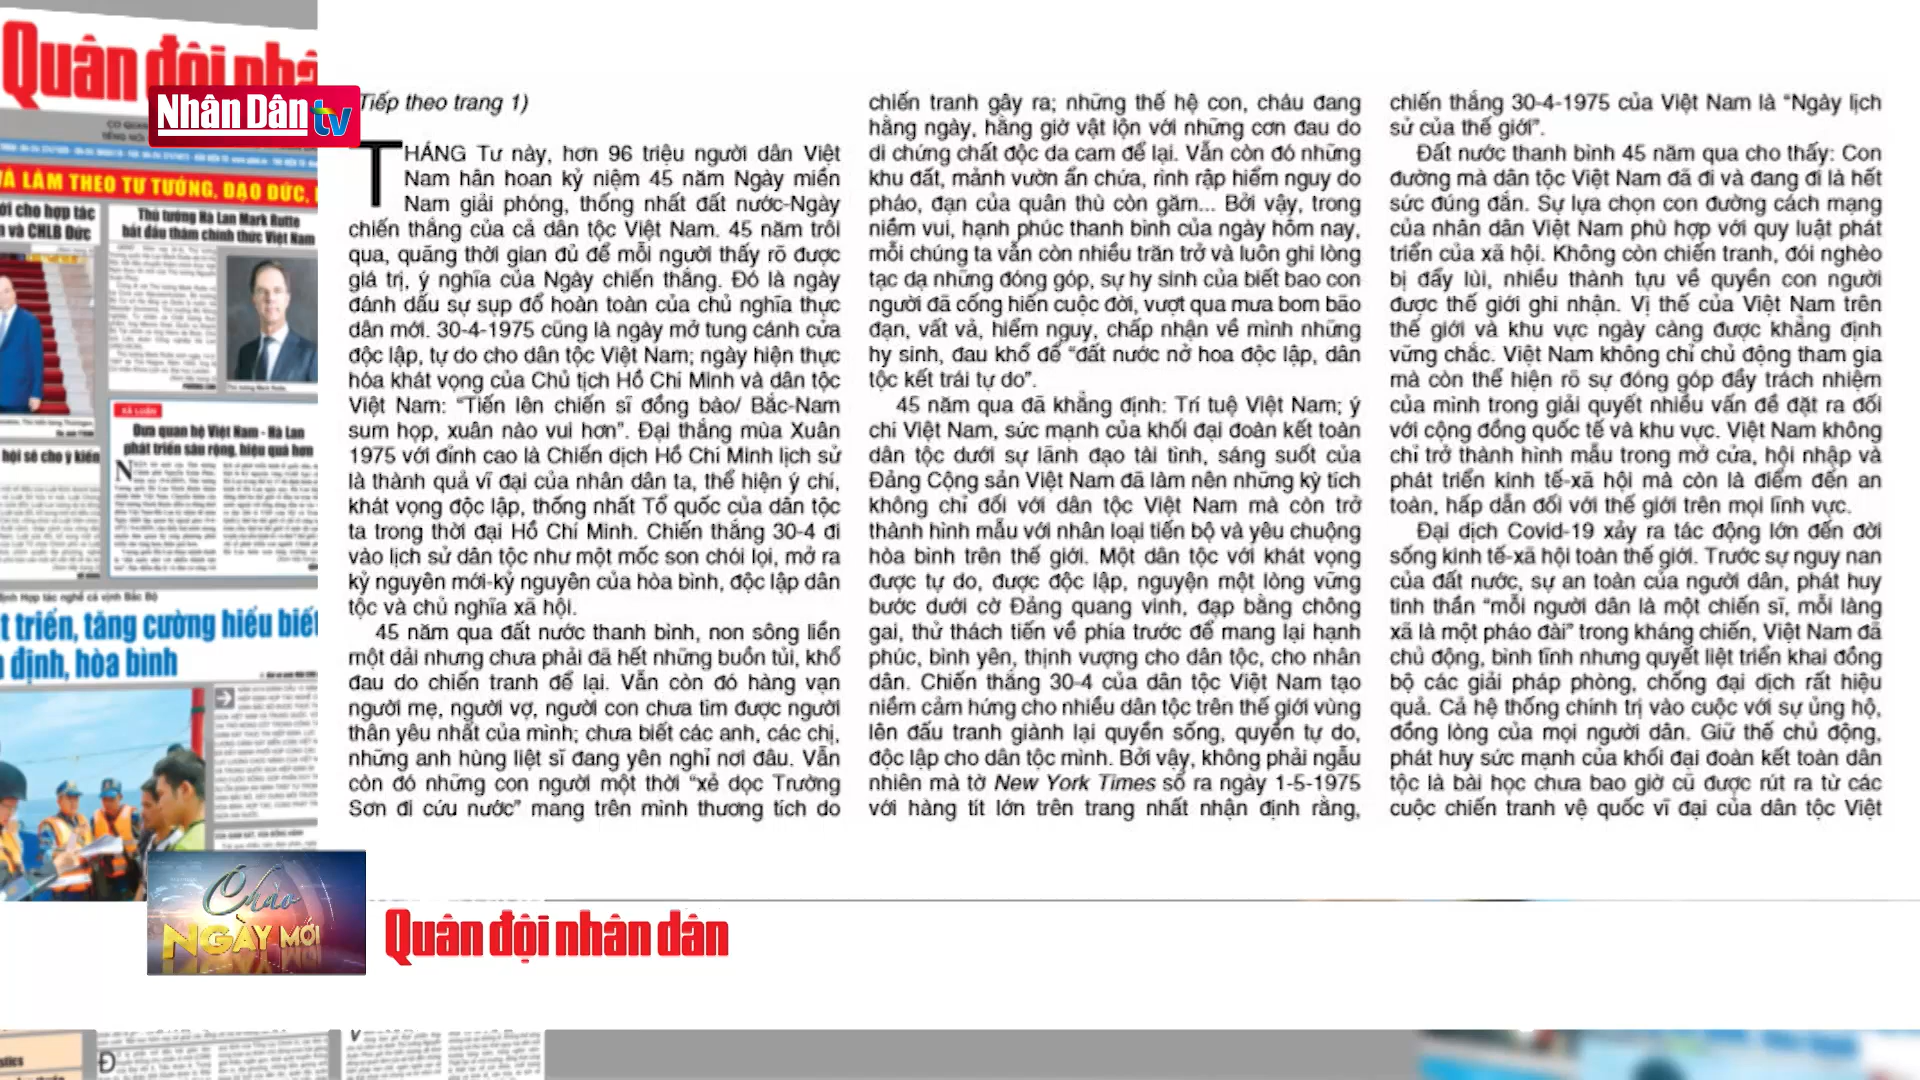 Quân đội nhâ
Nhân Dân tv
VÀ LÀM THEO TƯ TƯỞNG, ĐẠO ĐỨC,
ới cho hợp tác
n và CHLB Đức
Thủ tướng Hà Lan Mark Rutte
bắt đầu thăm chính thức Việt Nam
XÃ LUẬN
Đưa quan hệ Việt Nam - Hà Lan
phát triển sâu rộng, hiệu quả hơn
hội sẽ cho ý kiến
định Hợp tác nghề cá vịnh Bắc Bộ
t triển, tăng cường hiểu biết
định, hòa bình
Tiếp theo trang 1)
THÁNG Tư này, hơn 96 triệu người dân Việt
Nam hân hoan kỷ niệm 45 năm Ngày miền
Nam giải phóng, thống nhất đất nước-Ngày
chiến thắng của cả dân tộc Việt Nam. 45 năm trôi
qua, quãng thời gian đủ để mỗi người thấy rõ được
giá trị, ý nghĩa của Ngày chiến thắng. Đó là ngày
đánh dấu sự sụp đổ hoàn toàn của chủ nghĩa thực
dân mới. 30-4-1975 cũng là ngày mở tung cánh cửa
độc lập, tự do cho dân tộc Việt Nam; ngày hiện thực
hóa khát vọng của Chủ tịch Hồ Chí Minh và dân tộc
Việt Nam: “Tiến lên chiến sĩ đồng bào/ Bắc-Nam
sum họp, xuân nào vui hơn”. Đại thắng mùa Xuân
1975 với đỉnh cao là Chiến dịch Hồ Chí Minh lịch sử
là thành quả vĩ đại của nhân dân ta, thể hiện ý chí,
khát vọng độc lập, thống nhất Tổ quốc của dân tộc
ta trong thời đại Hồ Chí Minh. Chiến thắng 30-4 đi
vào lịch sử dân tộc như một mốc son chói lọi, mở ra
kỷ nguyên mới-kỷ nguyên của hòa bình, độc lập dân
tộc và chủ nghĩa xã hội.
45 năm qua đất nước thanh bình, non sông liền
một dải nhưng chưa phải đã hết những buồn tủi, khổ
đau do chiến tranh để lại. Vẫn còn đó hàng vạn
người mẹ, người vợ, người con chưa tìm được người
thân yêu nhất của mình; chưa biết các anh, các chị,
những anh hùng liệt sĩ đang yên nghỉ nơi đâu. Vẫn
còn đó những con người một thời “xẻ dọc Trường
Sơn đi cứu nước” mang trên mình thương tích do
chiến tranh gây ra; những thế hệ con, cháu đang
hằng ngày, hằng giờ vật lộn với những cơn đau do
di chứng chất độc da cam để lại. Vẫn còn đó những
khu đất, mảnh vườn ẩn chứa, rình rập hiểm nguy do
pháo, đạn của quân thù còn găm... Bởi vậy, trong
niềm vui, hạnh phúc thanh bình của ngày hôm nay,
mỗi chúng ta vẫn còn nhiều trăn trở và luôn ghi lòng
tạc dạ những đóng góp, sự hy sinh của biết bao con
người đã cống hiến cuộc đời, vượt qua mưa bom bão
đạn, vất vả, hiểm nguy, chấp nhận về mình những
hy sinh, đau khổ để “đất nước nở hoa độc lập, dân
tộc kết trái tự do”.
45 năm qua đã khẳng định: Trí tuệ Việt Nam; ý
chí Việt Nam, sức mạnh của khối đại đoàn kết toàn
dân tộc dưới sự lãnh đạo tài tình, sáng suốt của
Đảng Cộng sản Việt Nam đã làm nên những kỳ tích
không chỉ đối với dân tộc Việt Nam mà còn trở
thành hình mẫu với nhân loại tiến bộ và yêu chuộng
hòa bình trên thế giới. Một dân tộc với khát vọng
được tự do, được độc lập, nguyện một lòng vững
bước dưới cờ Đảng quang vinh, đạp bằng chông
gai, thử thách tiến về phía trước để mang lại hạnh
phúc, bình yên, thịnh vượng cho dân tộc, cho nhân
dân. Chiến thắng 30-4 của dân tộc Việt Nam tạo
niềm cảm hứng cho nhiều dân tộc trên thế giới vùng
lên đấu tranh giành lại quyền sống, quyền tự do,
độc lập cho dân tộc mình. Bởi vậy, không phải ngẫu
nhiên mà tờ New York Times số ra ngày 1-5-1975
với hàng tít lớn trên trang nhất nhận định rằng,
chiến thắng 30-4-1975 của Việt Nam là “Ngày lịch
sử của thế giới”.
Đất nước thanh bình 45 năm qua cho thấy: Con
đường mà dân tộc Việt Nam đã đi và đang đi là hết
sức đúng đắn. Sự lựa chọn con đường cách mạng
của nhân dân Việt Nam phù hợp với quy luật phát
triển của xã hội. Không còn chiến tranh, đói nghèo
bị đẩy lùi, nhiều thành tựu về quyền con người
được thế giới ghi nhận. Vị thế của Việt Nam trên
thế giới và khu vực ngày càng được khẳng định
vững chắc. Việt Nam không chỉ chủ động tham gia
mà còn thể hiện rõ sự đóng góp đầy trách nhiệm
của mình trong giải quyết nhiều vấn đề đặt ra đối
với cộng đồng quốc tế và khu vực. Việt Nam không
chỉ trở thành hình mẫu trong mở cửa, hội nhập và
phát triển kinh tế-xã hội mà còn là điểm đến an
toàn, hấp dẫn đối với thế giới trên mọi lĩnh vực.
Đại dịch Covid-19 xảy ra tác động lớn đến đời
sống kinh tế-xã hội toàn thế giới. Trước sự nguy nan
của đất nước, sự an toàn của người dân, phát huy
tinh thần “mỗi người dân là một chiến sĩ, mỗi làng
xã là một pháo đài” trong kháng chiến, Việt Nam đã
chủ động, bình tĩnh nhưng quyết liệt triển khai đồng
bộ các giải pháp phòng, chống đại dịch rất hiệu
quả. Cả hệ thống chính trị vào cuộc với sự ủng hộ,
đồng lòng của mọi người dân. Giữ thế chủ động,
phát huy sức mạnh của khối đại đoàn kết toàn dân
tộc là bài học chưa bao giờ cũ được rút ra từ các
cuộc chiến tranh vệ quốc vĩ đại của dân tộc Việt
Chào
NGÀY MỚI
Quân đội nhân dân